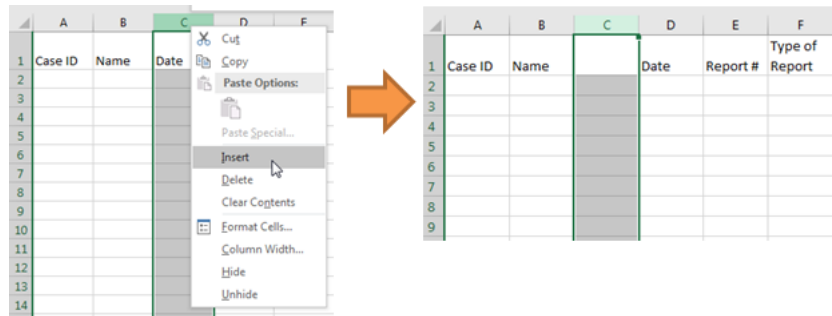 A B C D E
1 Case ID Name Date
2
3
4
5
6
7
8
9
10
11
12
13
14
Cut
Copy
Paste Options:
Paste Special...
Insert
Delete
Clear Contents
Format Cells...
Column Width...
Hide
Unhide
A B C D E F
1 Case ID Name Date Report # Type of
Report
2
3
4
5
6
7
8
9